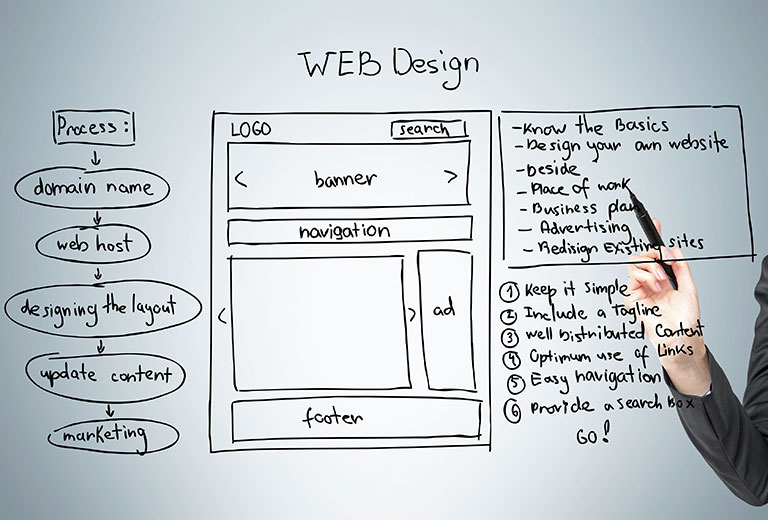 WEB Design
Process:
domain name
web host
designing the layout
update content
marketing
LOGO
search
< banner >
navigation
< >
ad
footer
-Know the Basics
-Design your own website
-Deside
-Place of work
-Business plan
-Advertising
-Redisign Existing sites
1 Keep it Simple
2 Include a Tagline
3 Well Distributed Content
4 Optimum use of Links
5 Easy navigation
6 Provide a Search Box
GO!